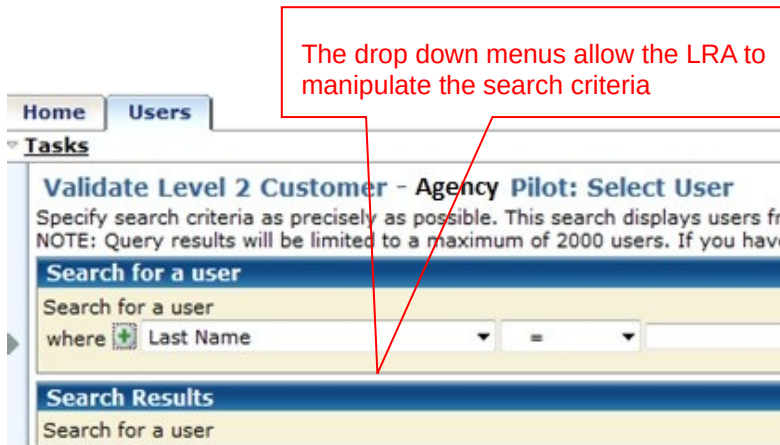 The drop down menus allow the LRA to
manipulate the search criteria
Home Users
Tasks
Validate Level 2 Customer - Agency Pilot: Select User
Specify search criteria as precisely as possible. This search displays users
NOTE: Query results will be limited to a maximum of 2000 users. If you have
Search for a user
Search for a user
where Last Name =
Search Results
Search for a user